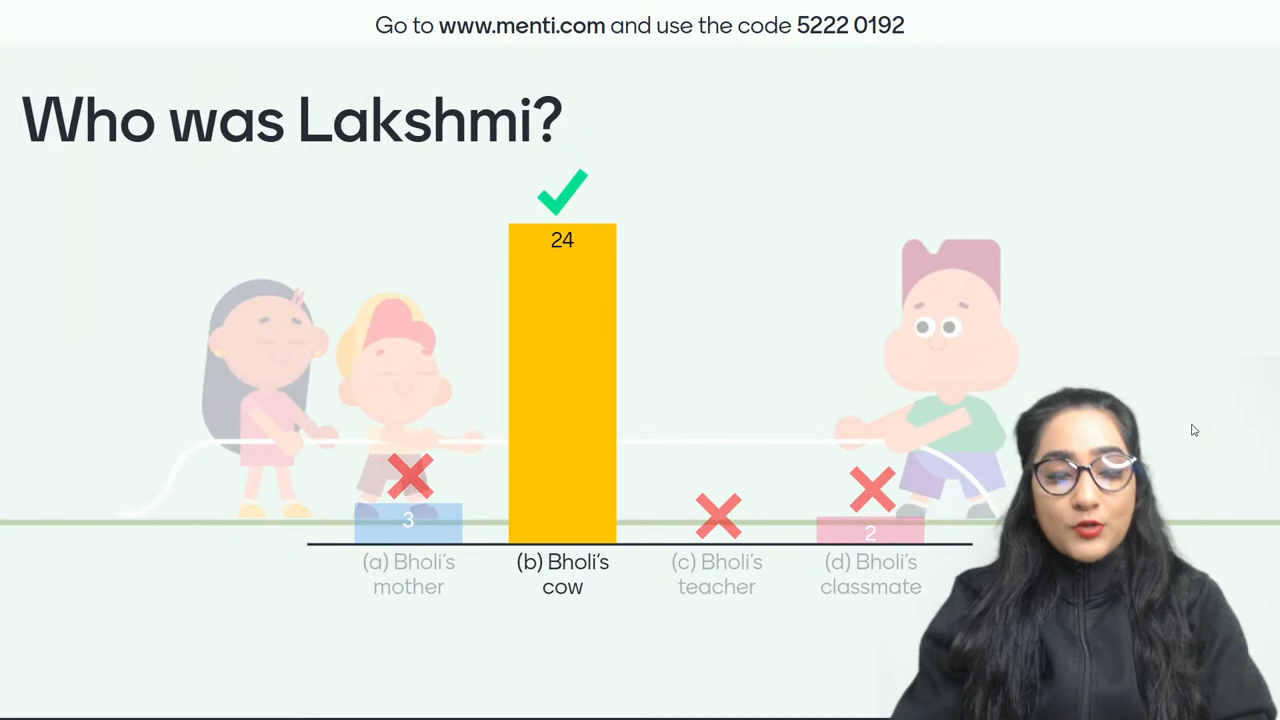 Go to www.menti.com and use the code 5222 0192
Who was Lakshmi?
24
3
2
(a) Bholi's mother
(b) Bholi's cow
(c) Bholi's teacher
(d) Bholi's classmate